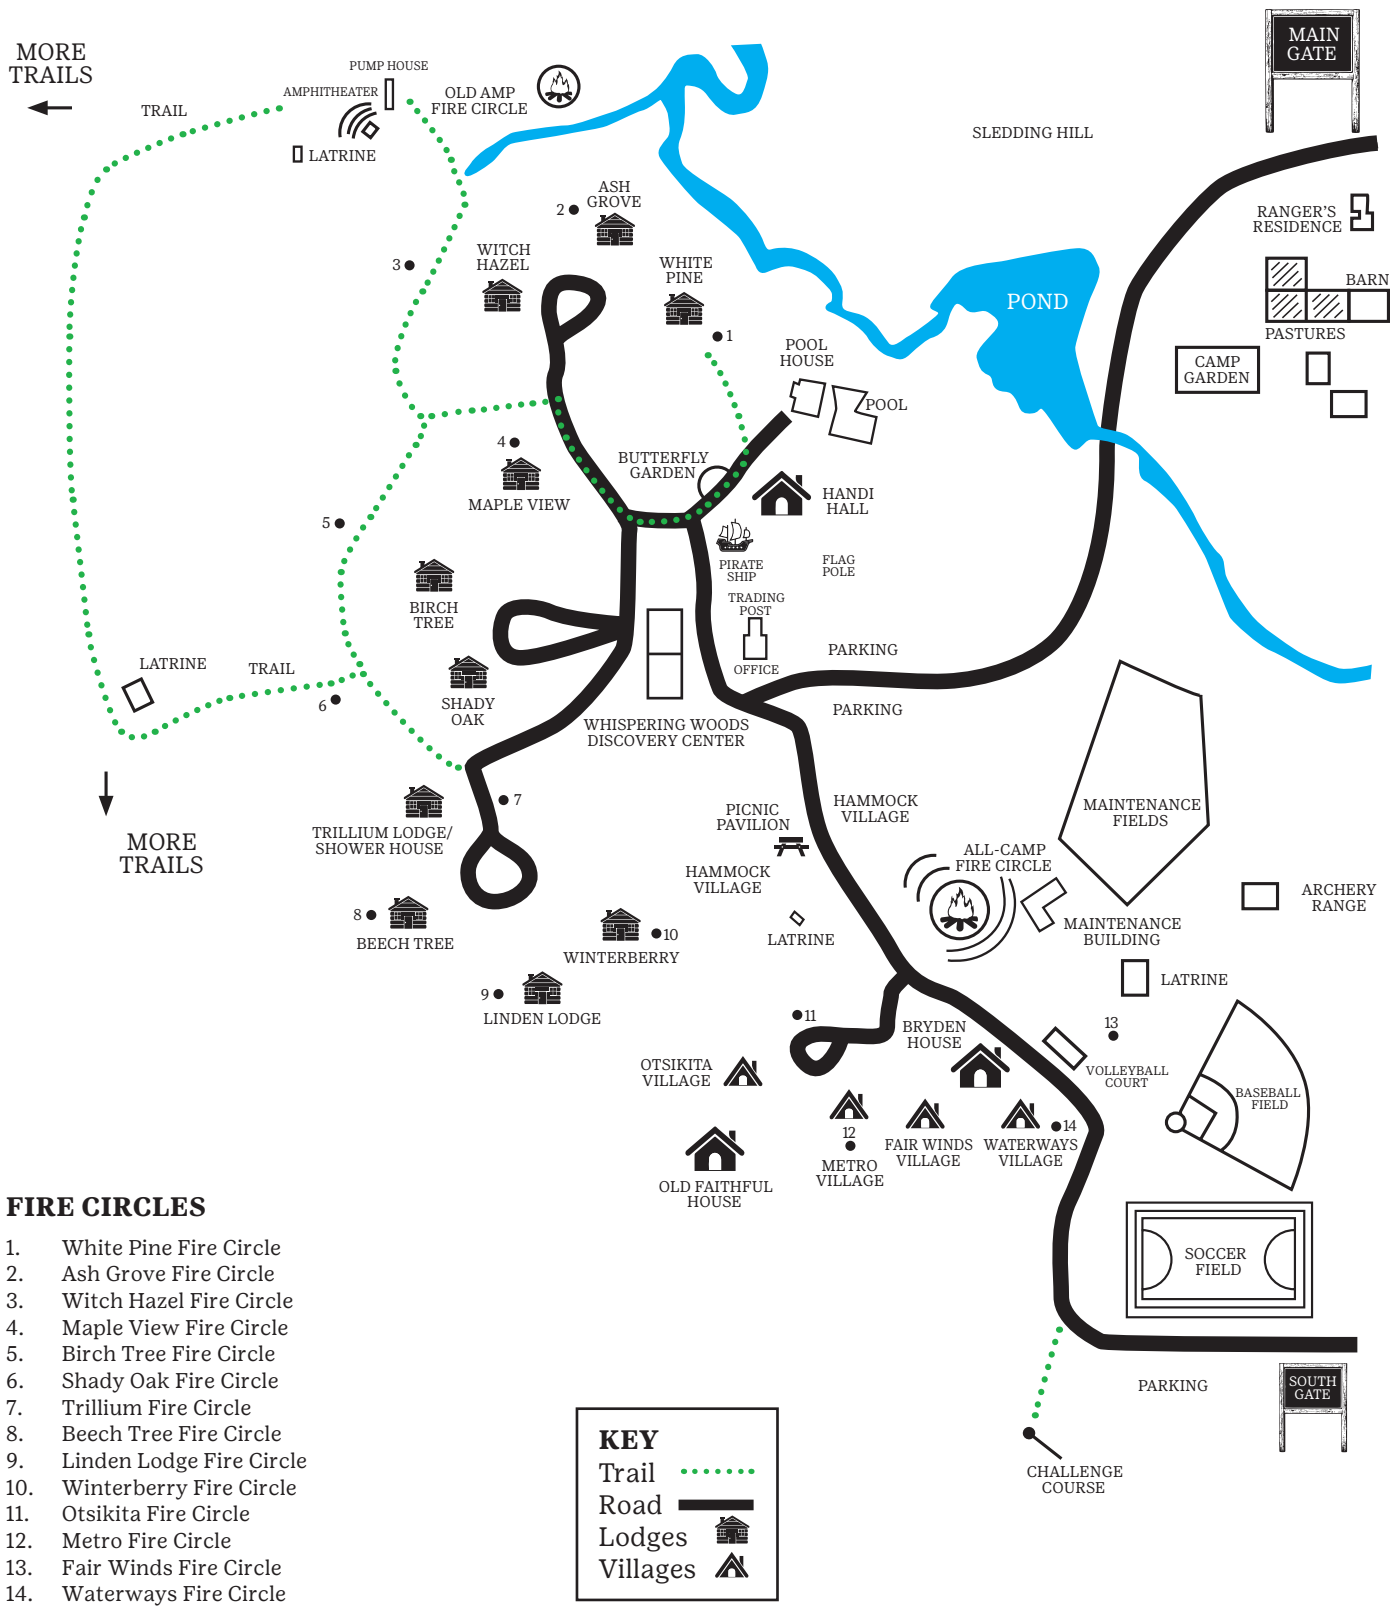 MORE
TRAILS
TRAIL
PUMP HOUSE
AMPHITHEATER
LATRINE
OLD AMP
FIRE CIRCLE
SLEDDING HILL
MAIN
GATE
RANGER'S
RESIDENCE
BARN
PASTURES
CAMP
GARDEN
POND
2
ASH
GROVE
WITCH
HAZEL
3
WHITE
PINE
1
POOL
HOUSE
POOL
4
MAPLE VIEW
BUTTERFLY
GARDEN
HANDI
HALL
5
PIRATE
SHIP
FLAG
POLE
BIRCH
TREE
TRADING
POST
OFFICE
PARKING
PARKING
LATRINE
TRAIL
6
SHADY
OAK
WHISPERING WOODS
DISCOVERY CENTER
7
TRILLIUM LODGE/
SHOWER HOUSE
MORE
TRAILS
PICNIC
PAVILION
HAMMOCK
VILLAGE
HAMMOCK
VILLAGE
LATRINE
MAINTENANCE
FIELDS
ALL-CAMP
FIRE CIRCLE
MAINTENANCE
BUILDING
ARCHERY
RANGE
LATRINE
8
BEECH TREE
10
WINTERBERRY
9
LINDEN LODGE
11
BRYDEN
HOUSE
13
VOLLEYBALL
COURT
BASEBALL
FIELD
OTSIKITA
VILLAGE
12
METRO
VILLAGE
FAIR WINDS
VILLAGE
14
WATERWAYS
VILLAGE
OLD FAITHFUL
HOUSE
SOCCER
FIELD
PARKING
SOUTH
GATE
CHALLENGE
COURSE
FIRE CIRCLES
1. White Pine Fire Circle
2. Ash Grove Fire Circle
3. Witch Hazel Fire Circle
4. Maple View Fire Circle
5. Birch Tree Fire Circle
6. Shady Oak Fire Circle
7. Trillium Fire Circle
8. Beech Tree Fire Circle
9. Linden Lodge Fire Circle
10. Winterberry Fire Circle
11. Otsikita Fire Circle
12. Metro Fire Circle
13. Fair Winds Fire Circle
14. Waterways Fire Circle
KEY
Trail
Road
Lodges
Villages